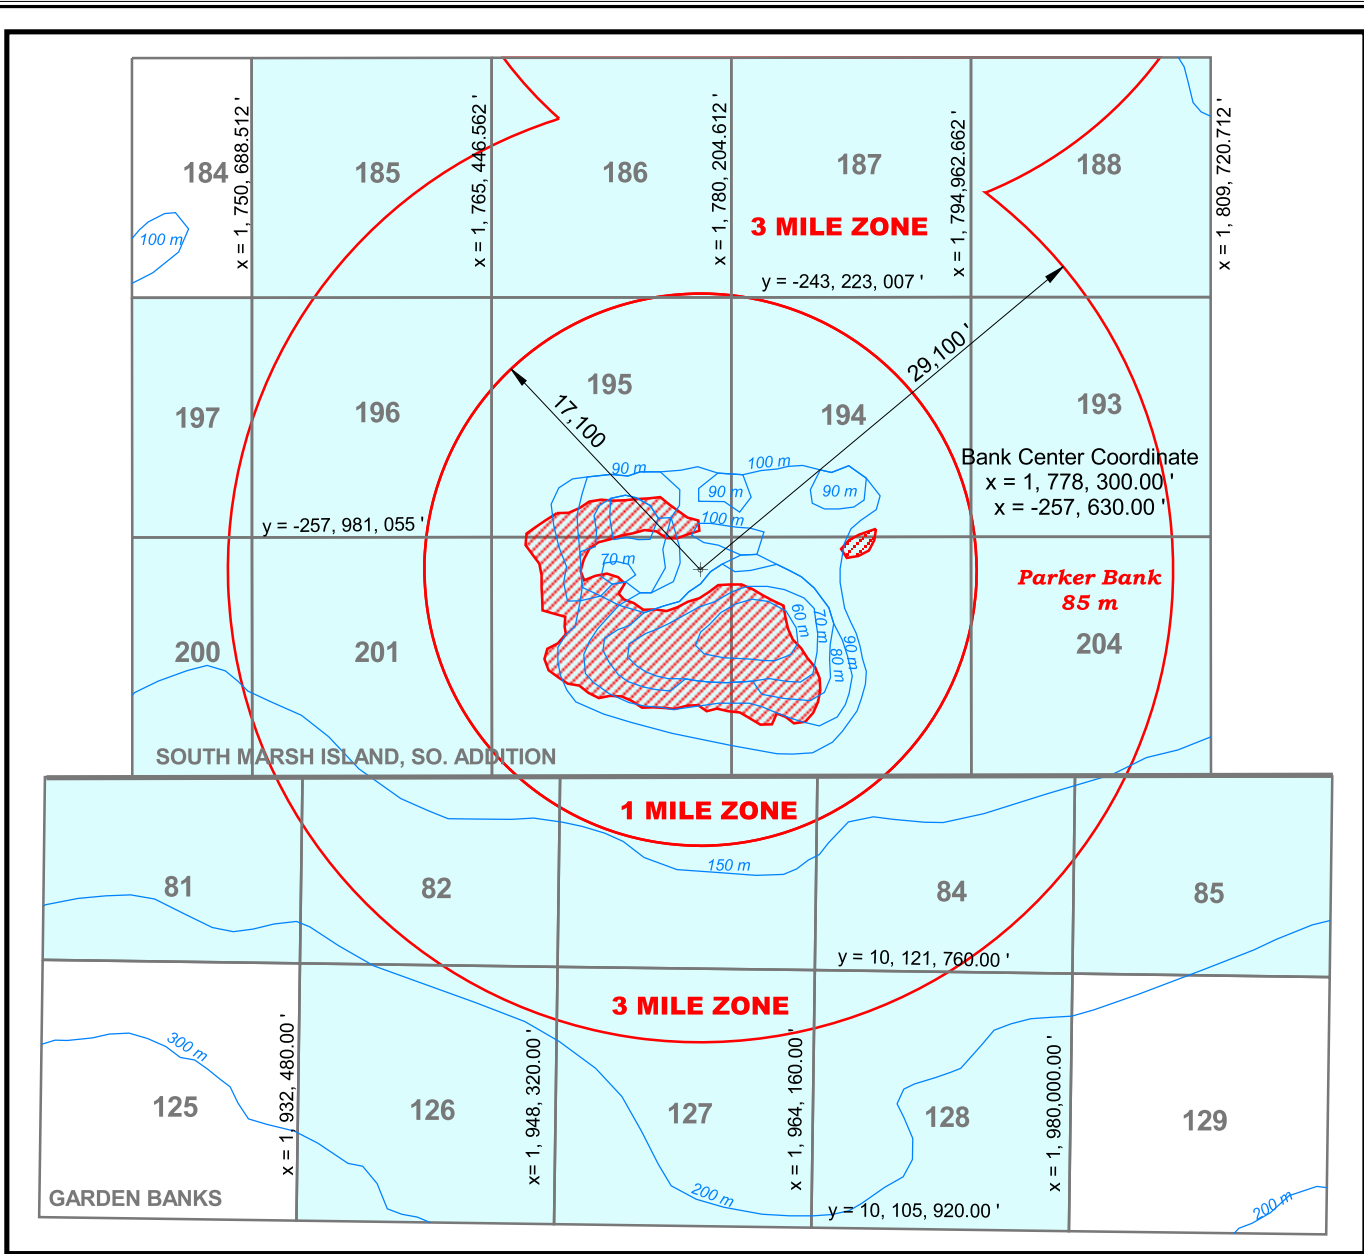 184
x = 1, 750, 688.512 '
185
x = 1, 765, 446.562 '
186
x = 1, 780, 204.612 '
187
x = 1, 794,962.662 '
188
x = 1, 809, 720.712 '
100 m
3 MILE ZONE
y = -243, 223, 007 '
29,100 '
17,100
197
196
195
194
193
Bank Center Coordinate
x = 1, 778, 300.00 '
x = -257, 630.00 '
90 m
100 m
90 m
90 m
100 m
y = -257, 981, 055 '
70 m
Parker Bank
85 m
60 m
70 m
80 m
90 m
200
201
204
SOUTH MARSH ISLAND, SO. ADDITION
1 MILE ZONE
150 m
81
82
84
85
y = 10, 121, 760.00 '
3 MILE ZONE
300 m
x = 1, 932, 480.00 '
x= 1, 948, 320.00 '
x = 1, 964, 160.00 '
x = 1, 980,000.00 '
125
126
127
128
129
200 m
200 m
y = 10, 105, 920.00 '
GARDEN BANKS